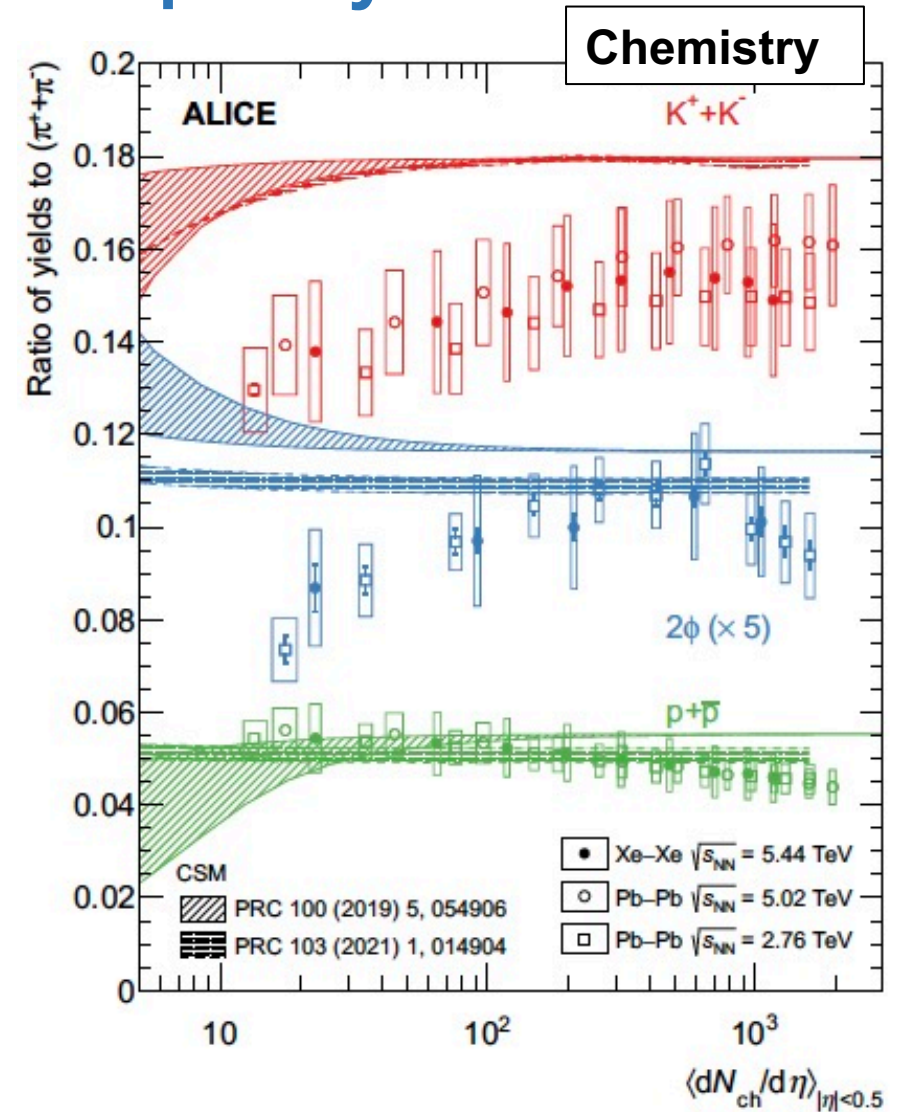 Chemistry
Ratio of yields to (π⁺+π⁻)
0.2
0.18
0.16
0.14
0.12
0.1
0.08
0.06
0.04
0.02
0
ALICE
K⁺+K⁻
2ϕ (× 5)
p+p̅
CSM
PRC 100 (2019) 5, 054906
PRC 103 (2021) 1, 014904
Xe–Xe √s_NN = 5.44 TeV
Pb–Pb √s_NN = 5.02 TeV
Pb–Pb √s_NN = 2.76 TeV
10
10²
10³
⟨dN_ch/dη⟩_|η|<0.5